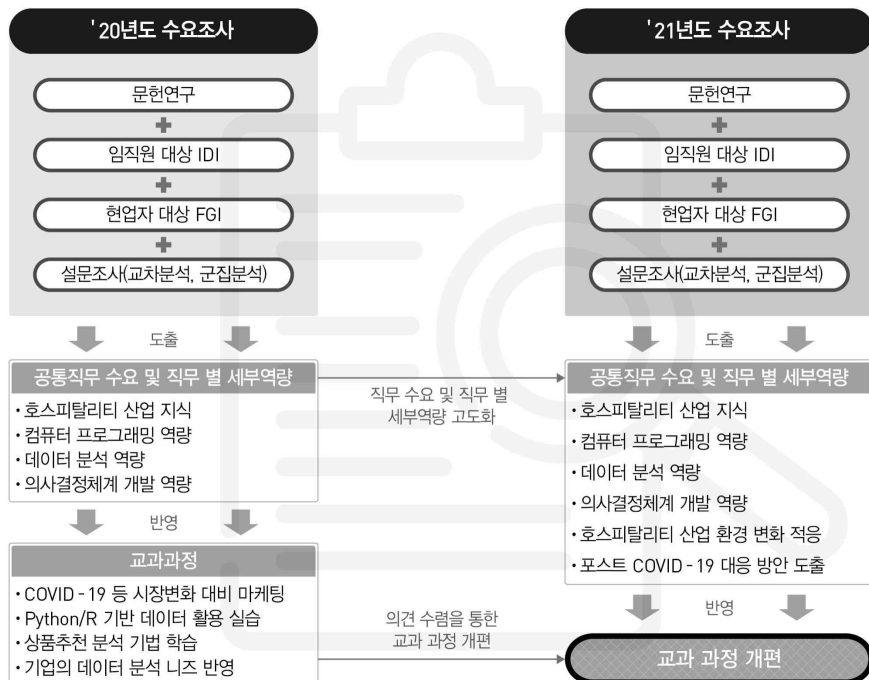 '20년도 수요조사
문헌연구
+
임직원 대상 IDI
+
현업자 대상 FGI
+
설문조사(교차분석, 군집분석)
도출
공통직무 수요 및 직무 별 세부역량
• 호스피탈리티 산업 지식
• 컴퓨터 프로그래밍 역량
• 데이터 분석 역량
• 의사결정체계 개발 역량
반영
교과과정
• COVID-19 등 시장변화 대비 마케팅
• Python/R 기반 데이터 활용 실습
• 상품추천 분석 기법 학습
• 기업의 데이터 분석 니즈 반영
직무 수요 및 직무 별
세부역량 고도화
의견 수렴을 통한
교과 과정 개편
'21년도 수요조사
문헌연구
+
임직원 대상 IDI
+
현업자 대상 FGI
+
설문조사(교차분석, 군집분석)
도출
공통직무 수요 및 직무 별 세부역량
• 호스피탈리티 산업 지식
• 컴퓨터 프로그래밍 역량
• 데이터 분석 역량
• 의사결정체계 개발 역량
• 호스피탈리티 산업 환경 변화 적응
• 포스트 COVID-19 대응 방안 도출
반영
교과 과정 개편